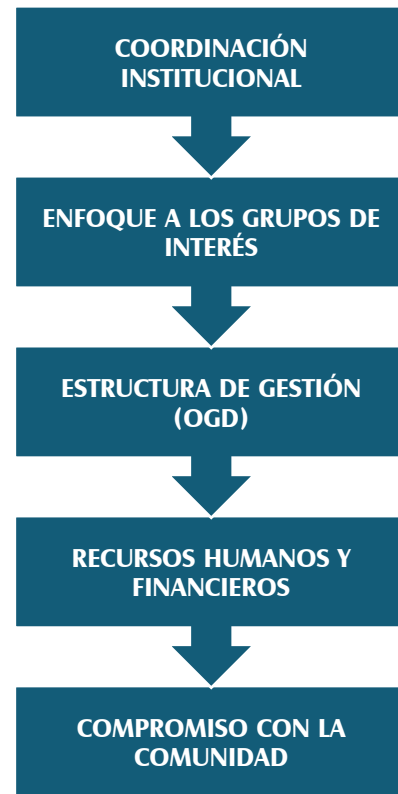 COORDINACIÓN
INSTITUCIONAL
ENFOQUE A LOS GRUPOS DE
INTERÉS
ESTRUCTURA DE GESTIÓN
(OGD)
RECURSOS HUMANOS Y
FINANCIEROS
COMPROMISO CON LA
COMUNIDAD